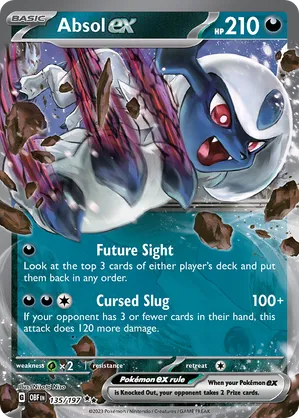 BASIC
Absol ex HP 210
Future Sight
Look at the top 3 cards of either player's deck and put
them back in any order.
Cursed Slug 100+
If your opponent has 3 or fewer cards in their hand, this
attack does 120 more damage.
weakness ×2 resistance retreat
Pokémon ex rule
When your Pokémon ex
is Knocked Out, your opponent takes 2 Prize cards.
Illus. Nisota Niso
G OBF EN 135/197
©2023 Pokémon / Nintendo / Creatures / GAME FREAK